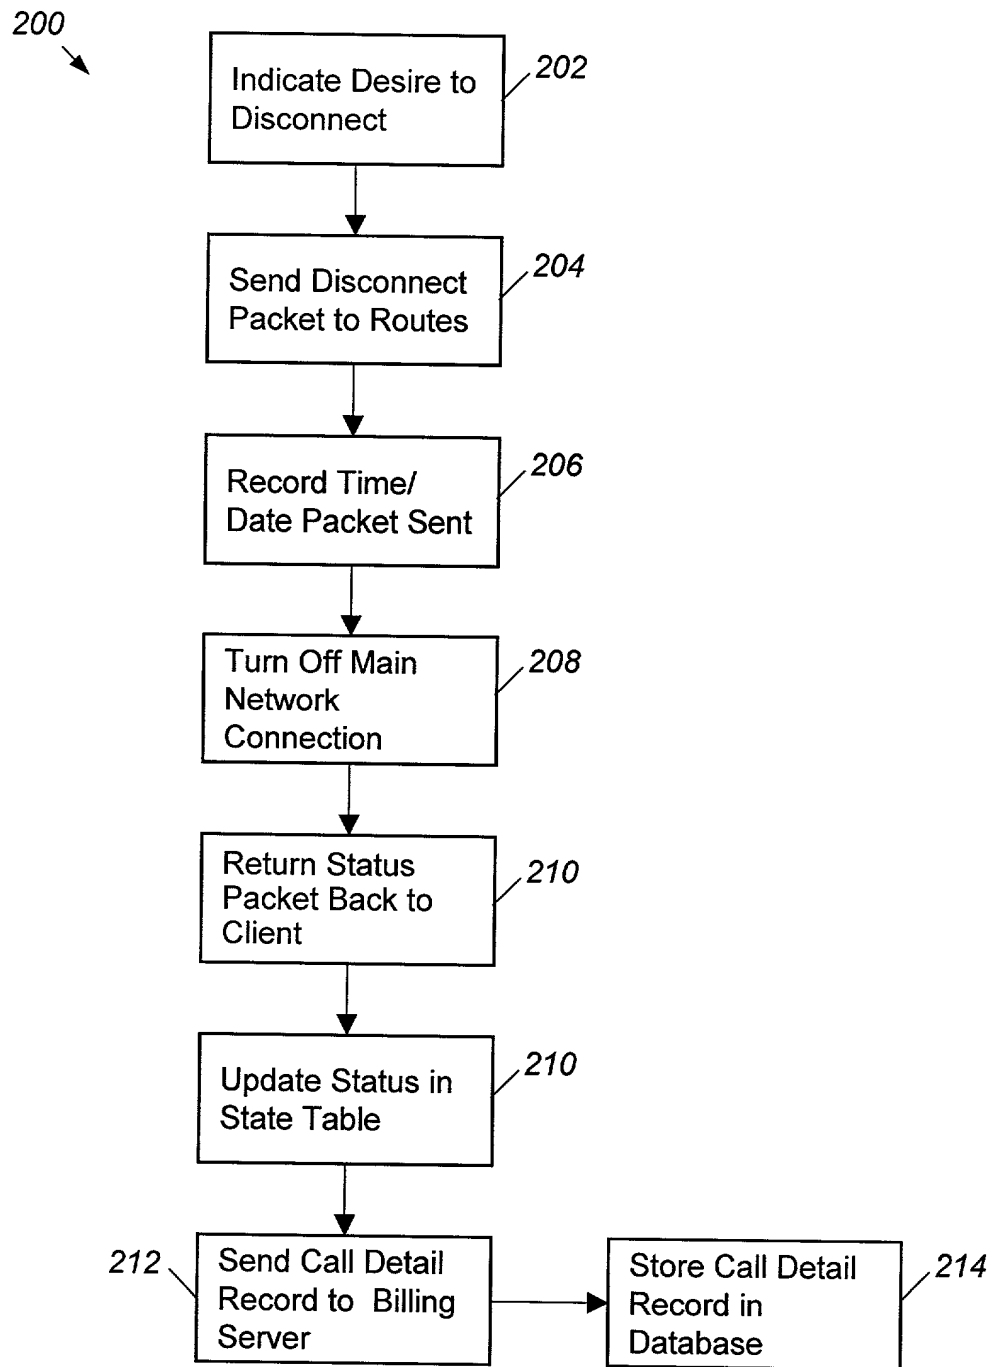 200
Indicate Desire to
Disconnect
202
Send Disconnect
Packet to Routes
204
Record Time/
Date Packet Sent
206
Turn Off Main
Network
Connection
208
Return Status
Packet Back to
Client
210
Update Status in
State Table
210
212
Send Call Detail
Record to Billing
Server
Store Call Detail
Record in
Database
214